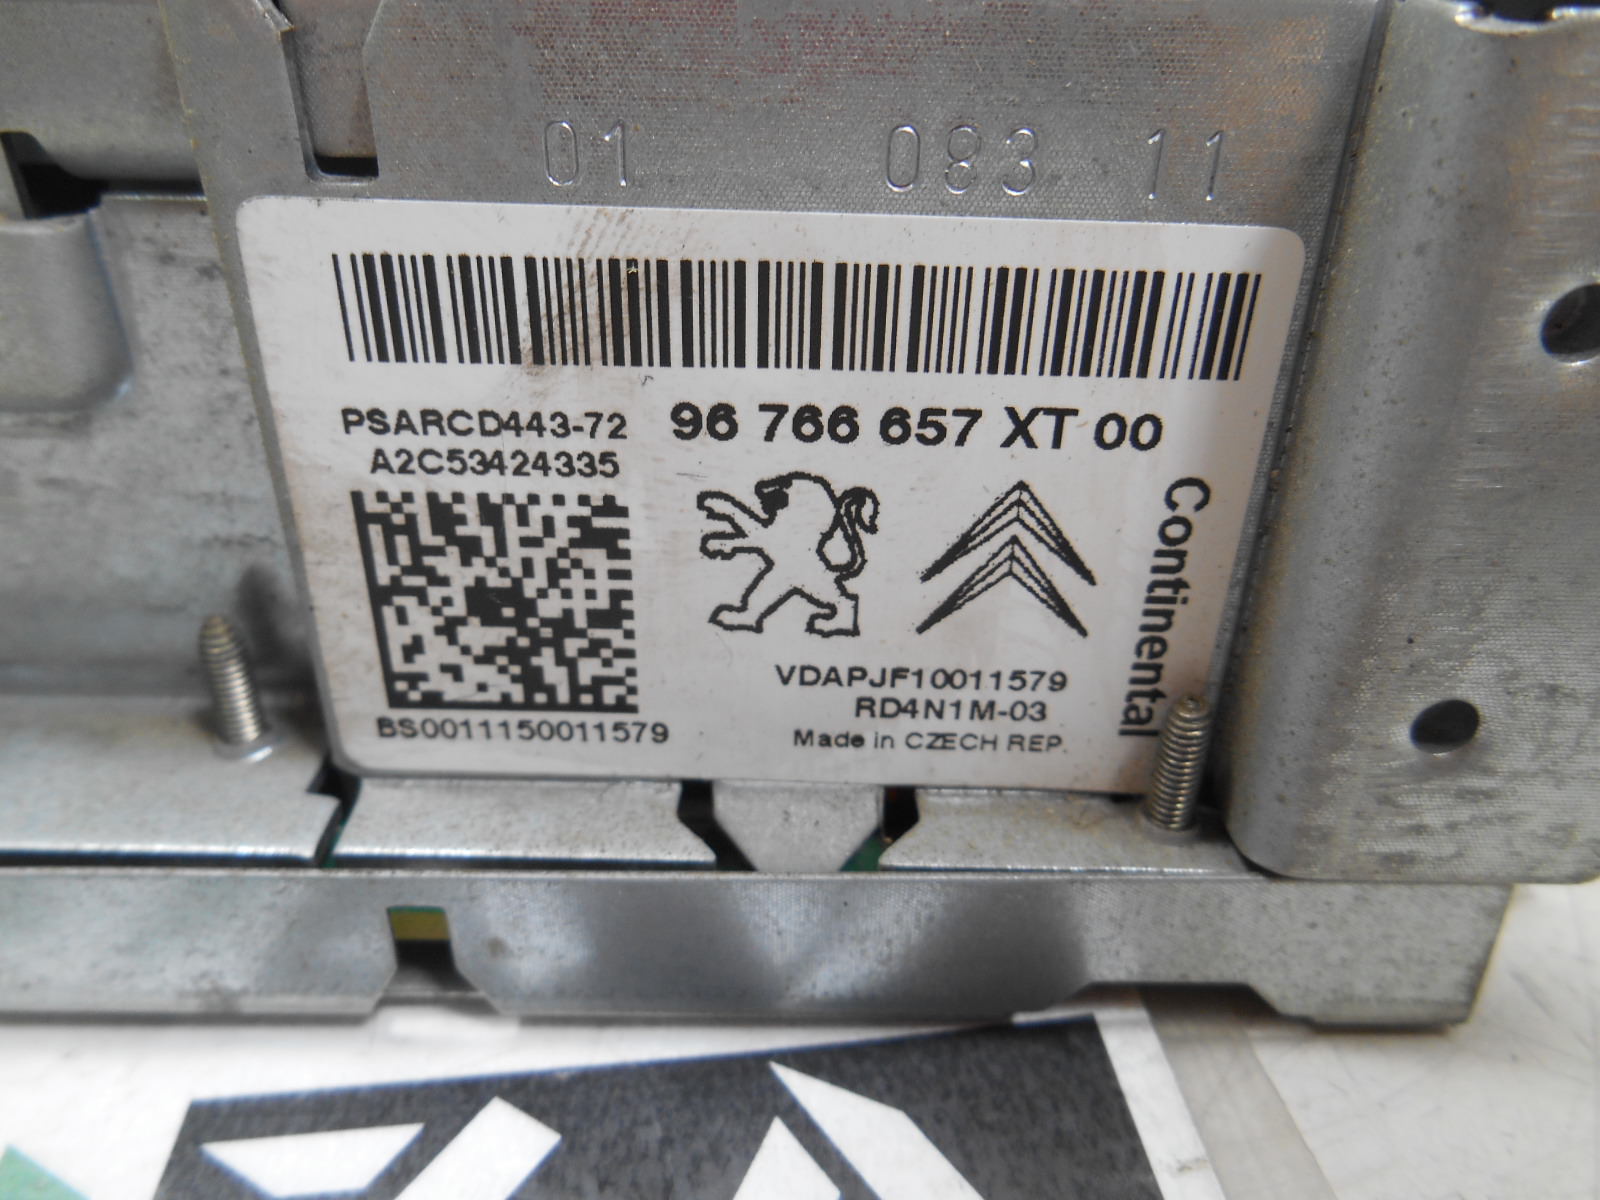 01 083 11
PSARCD443-72 96 766 657 XT 00
A2C53424335
Continental
VDAPJF10011579
RD4N1M-03
BS0011150011579
Made in CZECH REP.